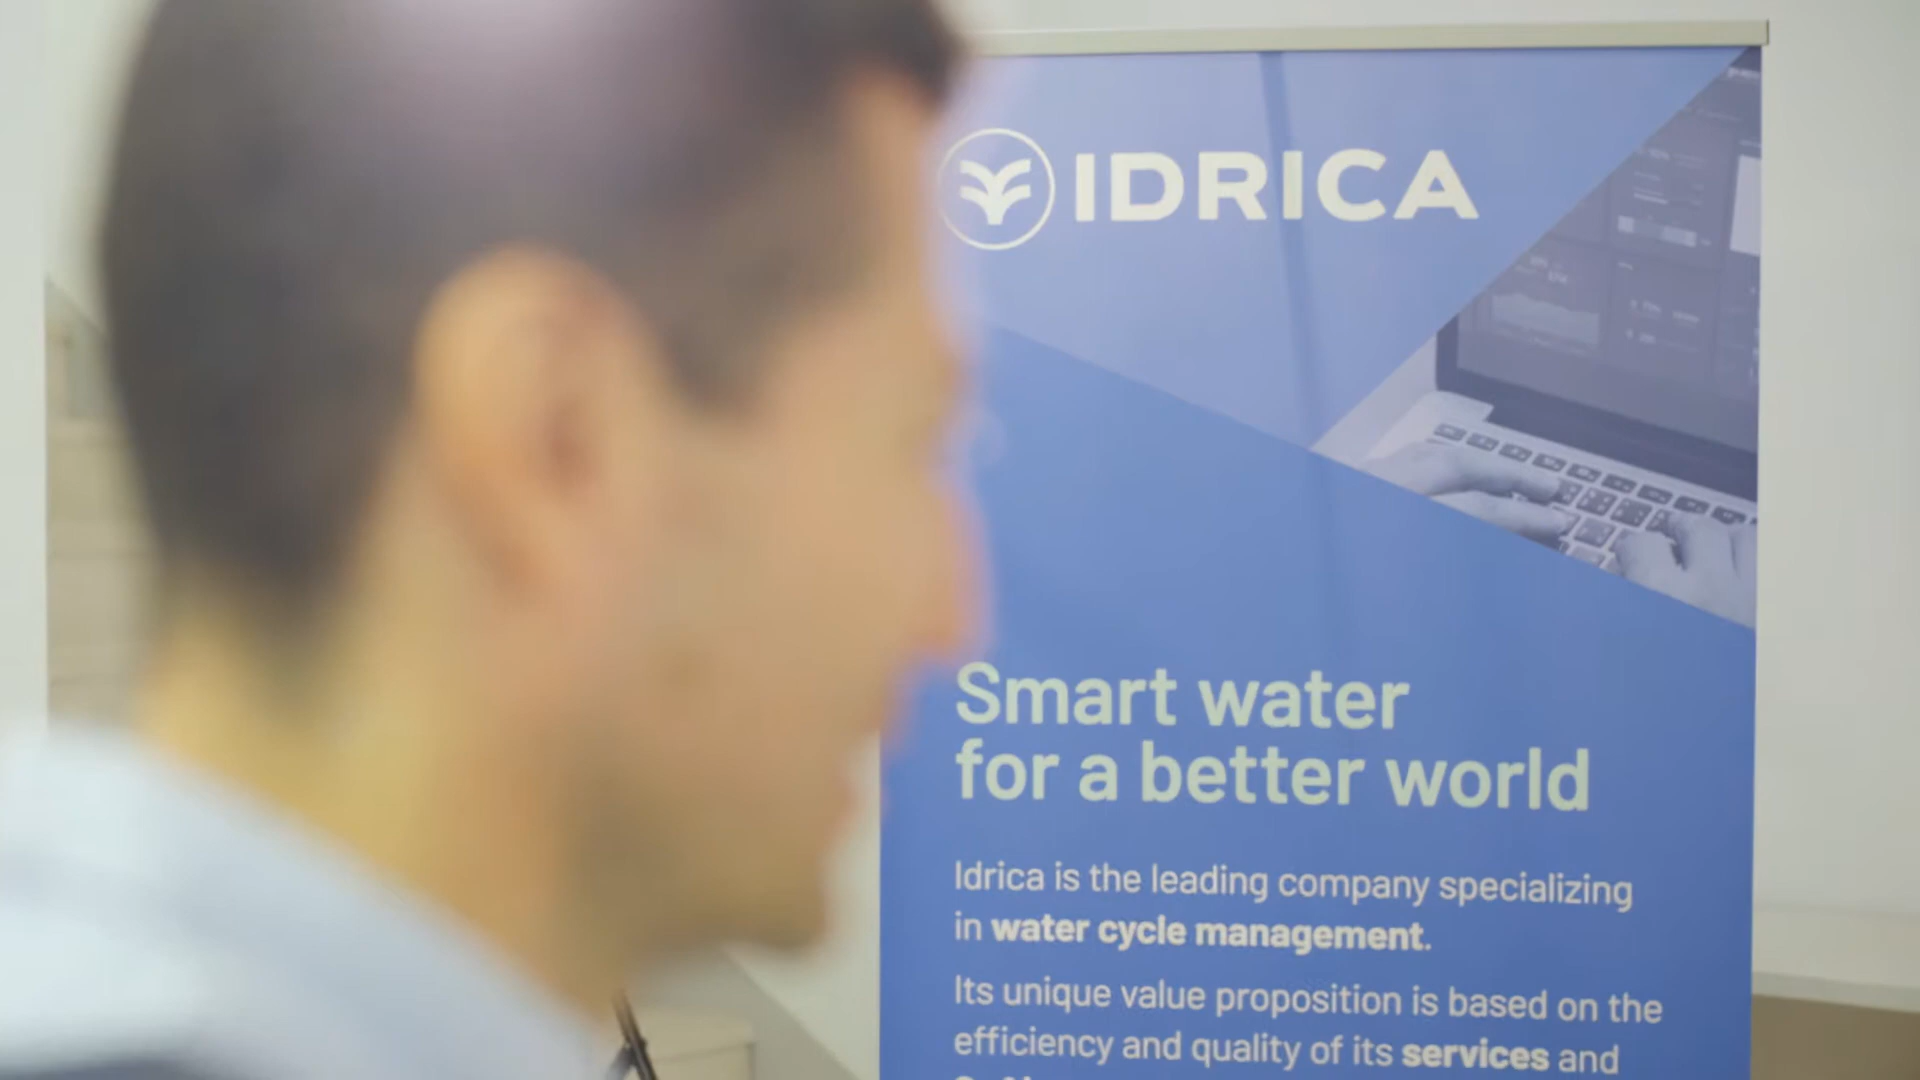 IDRICA
Smart water
for a better world
Idrica is the leading company specializing
in water cycle management.
Its unique value proposition is based on the
efficiency and quality of its services and